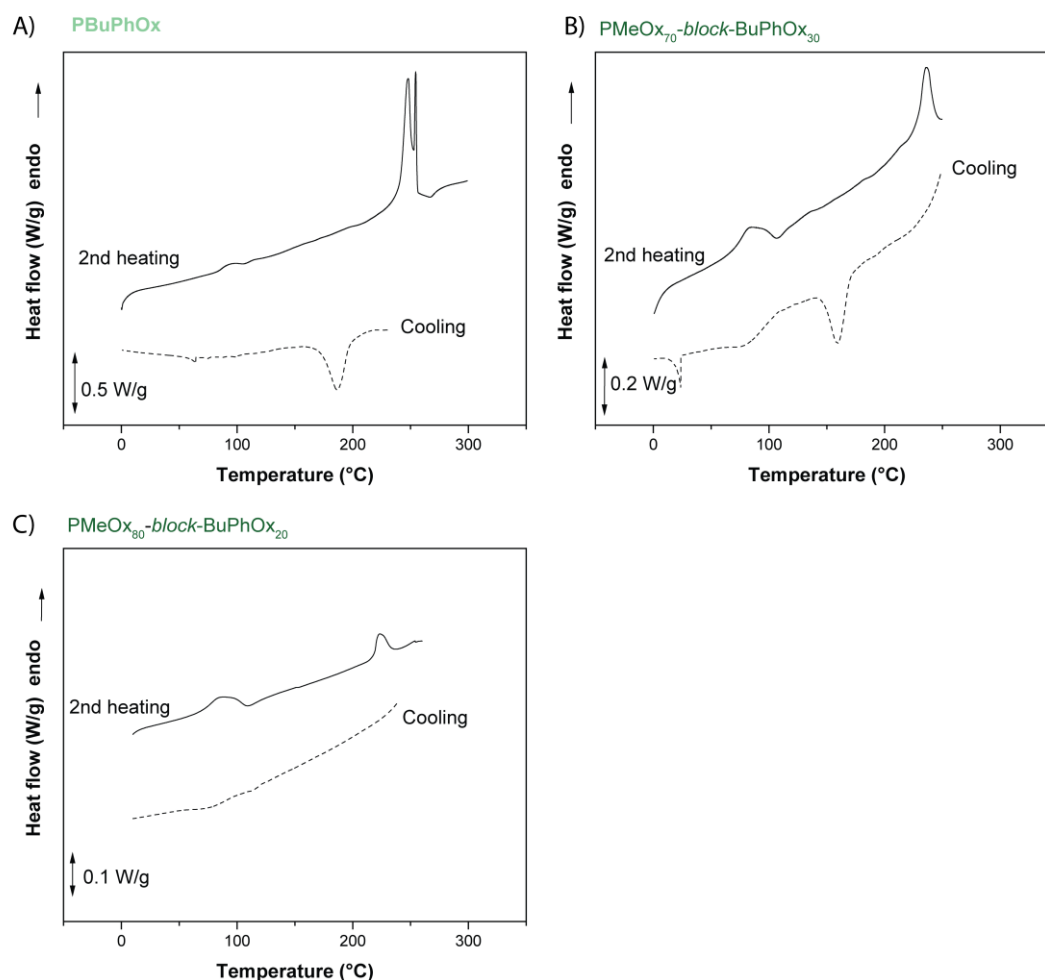 A) PBuPhOx
Heat flow (W/g) endo
2nd heating
Cooling
0.5 W/g
0 100 200 300
Temperature (°C)
B) PMeOx70-block-BuPhOx30
Heat flow (W/g) endo
2nd heating
Cooling
0.2 W/g
0 100 200 300
Temperature (°C)
C) PMeOx80-block-BuPhOx20
Heat flow (W/g) endo
2nd heating
Cooling
0.1 W/g
0 100 200 300
Temperature (°C)